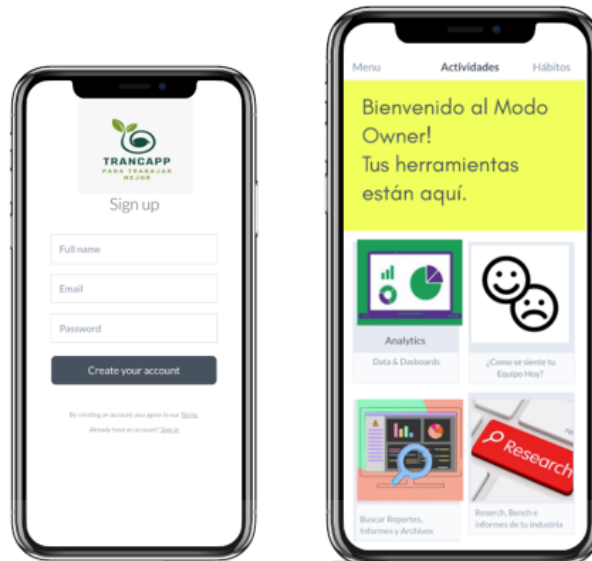 TRANCAPP
PARA TRABAJAR
MEJOR
Sign up
Full name
Email
Password
Create your account
By creating an account, you agree to our Terms
Already have an account? Sign in
Menu
Actividades
Hábitos
Bienvenido al Modo
Owner!
Tus herramientas
están aquí.
Analytics
Data & Dasboards
¿Como se siente tu
Equipo Hoy?
Research
Buscar Reportes,
Informes y Archivos
Reserch, Bench e
informes de tu industria